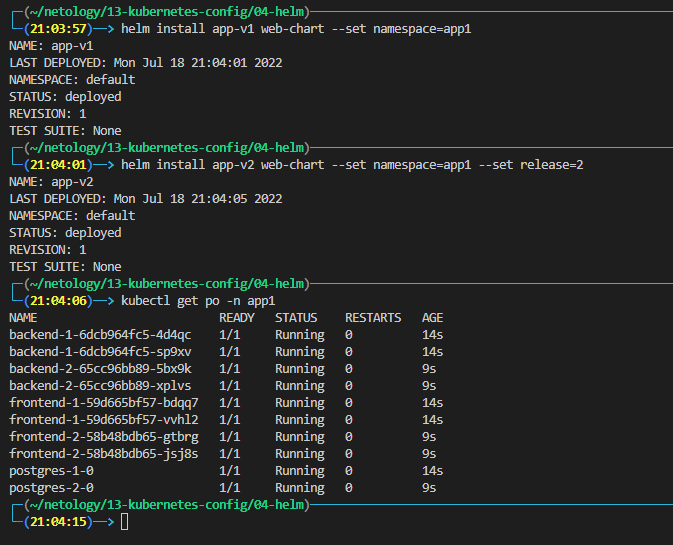 (~/netology/13-kubernetes-config/04-helm)
(21:03:57)—> helm install app-v1 web-chart --set namespace=app1
NAME: app-v1
LAST DEPLOYED: Mon Jul 18 21:04:01 2022
NAMESPACE: default
STATUS: deployed
REVISION: 1
TEST SUITE: None
(~/netology/13-kubernetes-config/04-helm)
(21:04:01)—> helm install app-v2 web-chart --set namespace=app1 --set release=2
NAME: app-v2
LAST DEPLOYED: Mon Jul 18 21:04:05 2022
NAMESPACE: default
STATUS: deployed
REVISION: 1
TEST SUITE: None
(~/netology/13-kubernetes-config/04-helm)
(21:04:06)—> kubectl get po -n app1
NAME READY STATUS RESTARTS AGE
backend-1-6dcb964fc5-4d4qc 1/1 Running 0 14s
backend-1-6dcb964fc5-sp9xv 1/1 Running 0 14s
backend-2-65cc96bb89-5bx9k 1/1 Running 0 9s
backend-2-65cc96bb89-xplvs 1/1 Running 0 9s
frontend-1-59d665bf57-bdqq7 1/1 Running 0 14s
frontend-1-59d665bf57-vvhl2 1/1 Running 0 14s
frontend-2-58b48bdb65-gtbrg 1/1 Running 0 9s
frontend-2-58b48bdb65-jsj8s 1/1 Running 0 9s
postgres-1-0 1/1 Running 0 14s
postgres-2-0 1/1 Running 0 9s
(~/netology/13-kubernetes-config/04-helm)
(21:04:15)—>